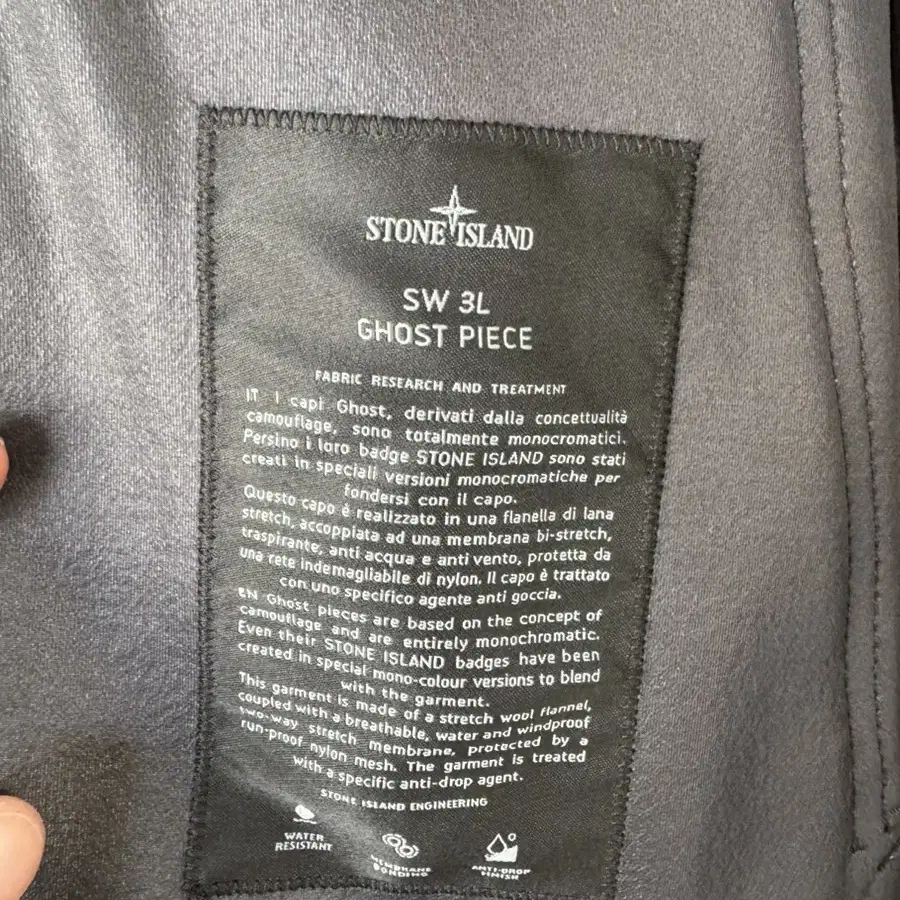 STONE ISLAND
SW 3L
GHOST PIECE
FABRIC RESEARCH AND TREATMENT
IT I capi Ghost, derivati dalla concettualità
camouflage, sono totalmente monocromatici.
Persino i loro badge STONE ISLAND sono stati
creati in speciali versioni monocromatiche per
fondersi con il capo.
Questo capo è realizzato in una flanella di lana
stretch, accoppiata ad una membrana bi-stretch,
traspirante, anti acqua e anti vento, protetta da
una rete indemagliabile di nylon. Il capo è trattato
con uno specifico agente anti goccia.
EN Ghost pieces are based on the concept of
camouflage and are entirely monochromatic.
Even their STONE ISLAND badges have been
created in special mono-colour versions to blend
with the garment.
This garment is made of a stretch wool flannel,
coupled with a breathable, water and windproof
two-way stretch membrane, protected by a
run-proof nylon mesh. The garment is treated
with a specific anti-drop agent.
STONE ISLAND ENGINEERING
WATER
RESISTANT
MEMBRANE
BONDING
ANTI-DROP
FINISH